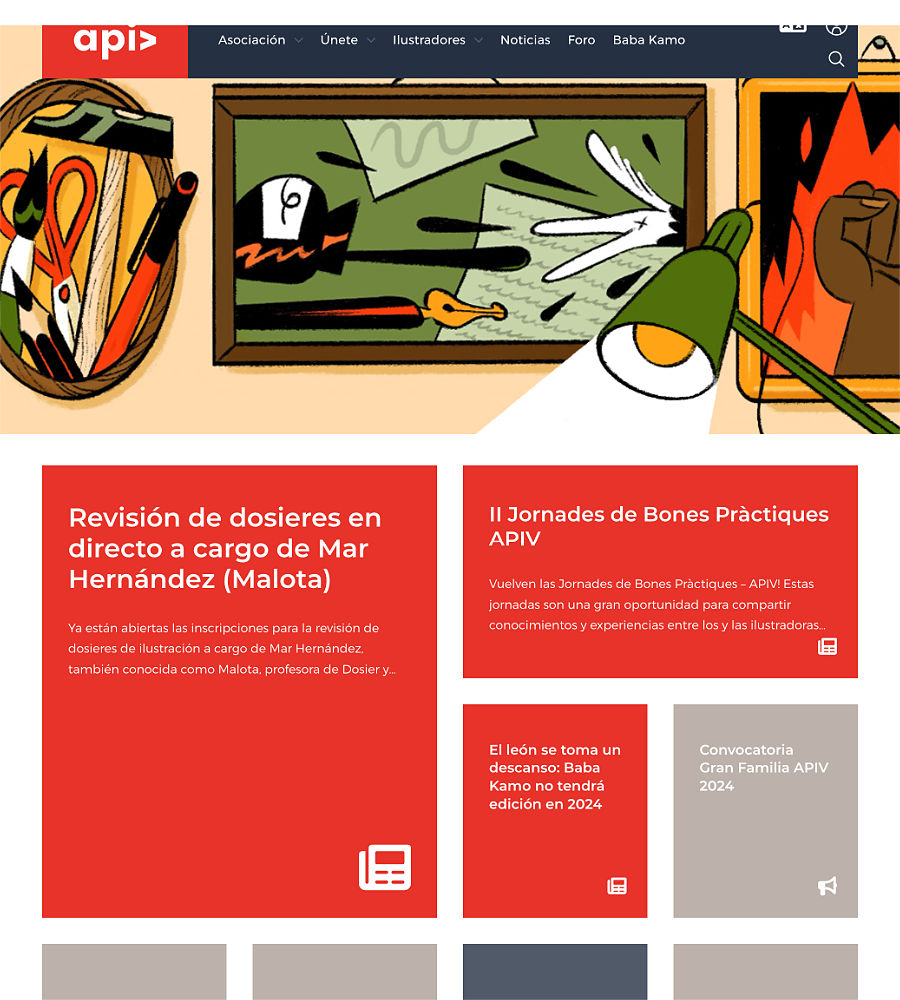 apiv
Asociación
Únete
Ilustradores
Noticias
Foro
Baba Kamo
Revisión de dosieres en
directo a cargo de Mar
Hernández (Malota)
Ya están abiertas las inscripciones para la revisión de
dosieres de ilustración a cargo de Mar Hernández,
también conocida como Malota, profesora de Dosier y...
II Jornades de Bones Pràctiques
APIV
Vuelven las Jornades de Bones Pràctiques – APIV! Estas
jornadas son una gran oportunidad para compartir
conocimientos y experiencias entre los y las ilustradoras...
El león se toma un
descanso: Baba
Kamo no tendrá
edición en 2024
Convocatoria
Gran Familia APIV
2024